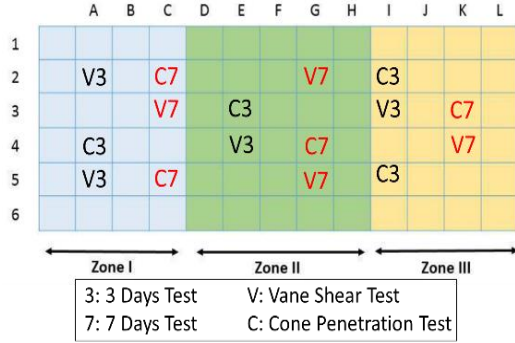 A B C D E F G H I J K L
1
2 V3 C7 V7 C3
3 V7 C3 V3 C7
4 C3 V3 C7 V7
5 V3 C7 V7 C3
6
Zone I Zone II Zone III
3: 3 Days Test V: Vane Shear Test
7: 7 Days Test C: Cone Penetration Test